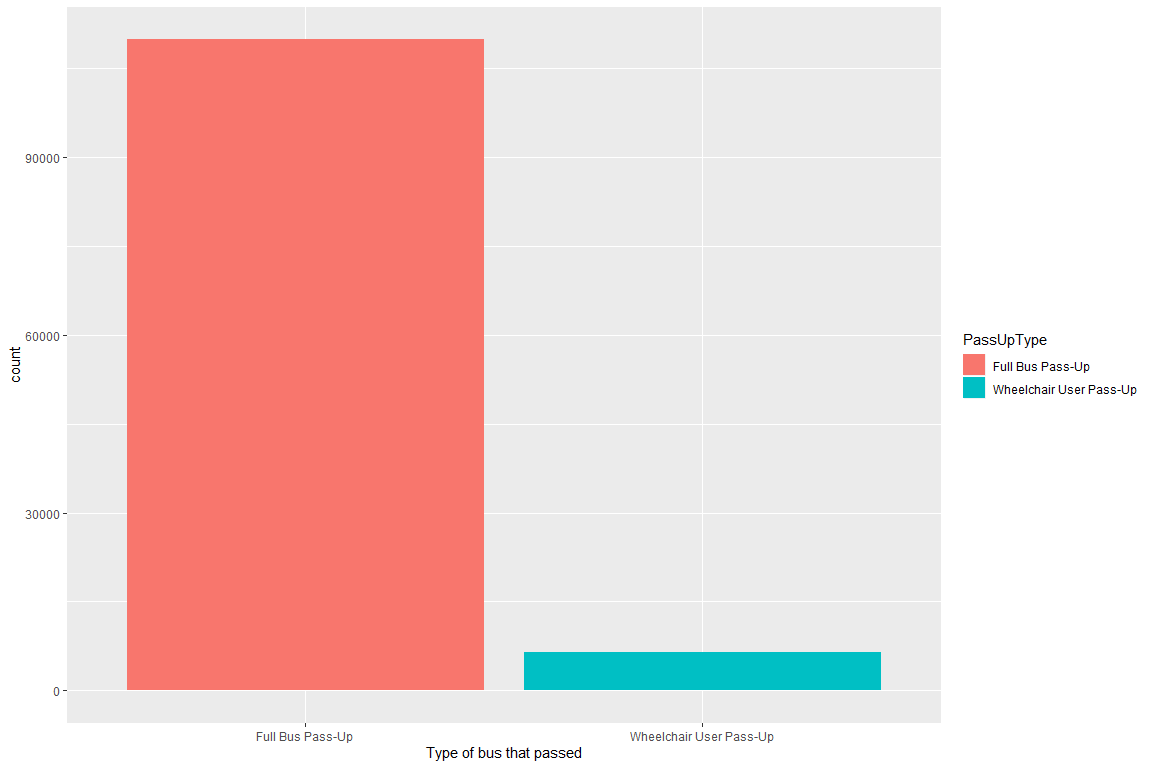 count
90000
60000
30000
0
Full Bus Pass-Up
Wheelchair User Pass-Up
Type of bus that passed
PassUpType
Full Bus Pass-Up
Wheelchair User Pass-Up